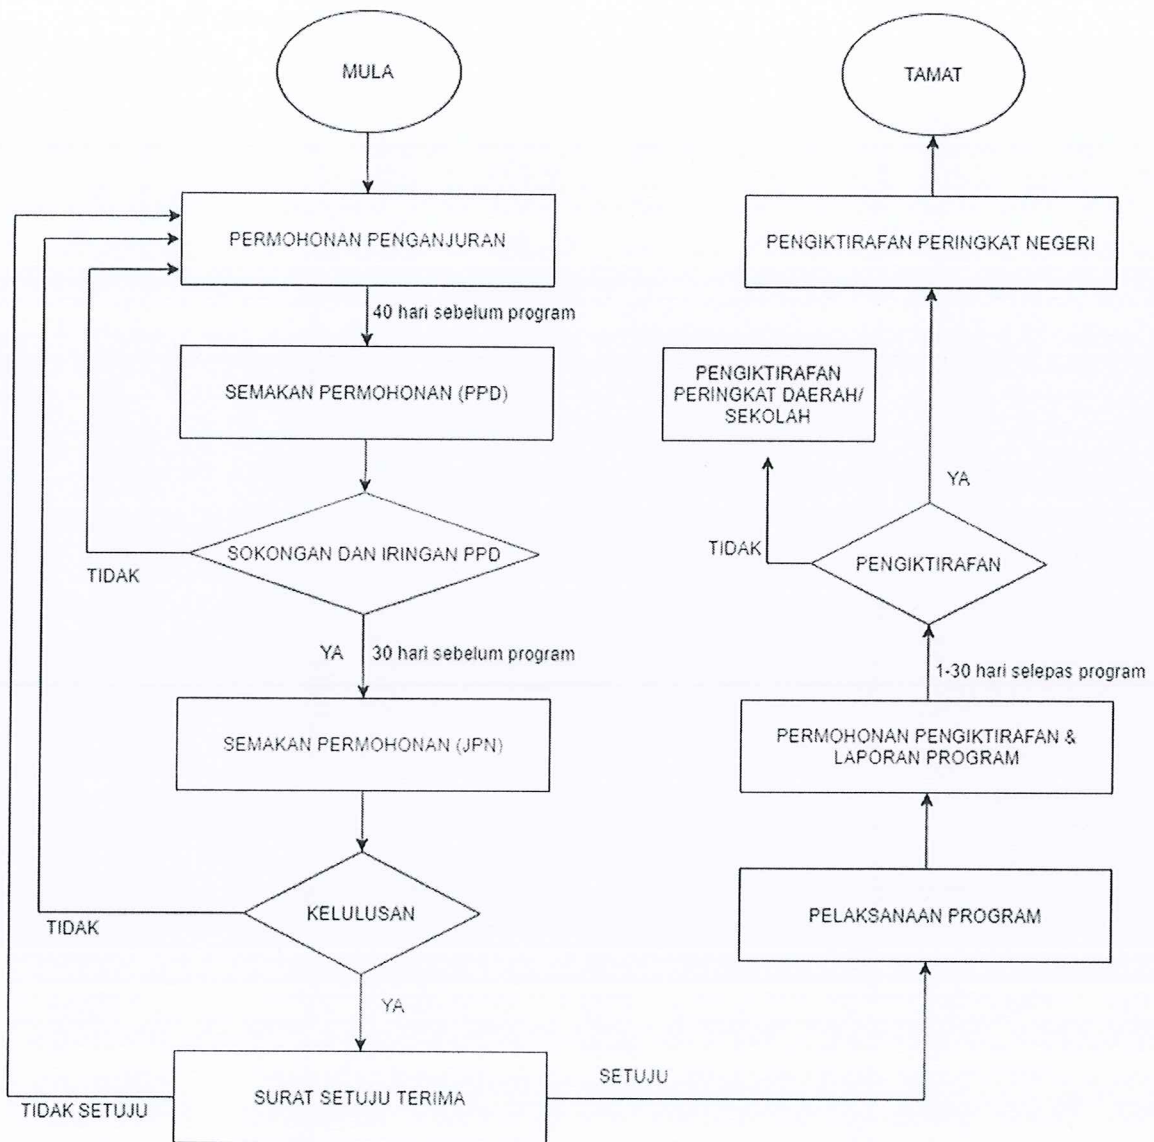 MULA
PERMOHONAN PENGANJURAN
40 hari sebelum program
SEMAKAN PERMOHONAN (PPD)
SOKONGAN DAN IRINGAN PPD
TIDAK
YA
30 hari sebelum program
SEMAKAN PERMOHONAN (JPN)
KELULUSAN
TIDAK
YA
SURAT SETUJU TERIMA
TIDAK SETUJU
SETUJU
PELAKSANAAN PROGRAM
PERMOHONAN PENGIKTIRAFAN &
LAPORAN PROGRAM
1-30 hari selepas program
PENGIKTIRAFAN
TIDAK
PENGIKTIRAFAN
PERINGKAT DAERAH/
SEKOLAH
YA
PENGIKTIRAFAN PERINGKAT NEGERI
TAMAT